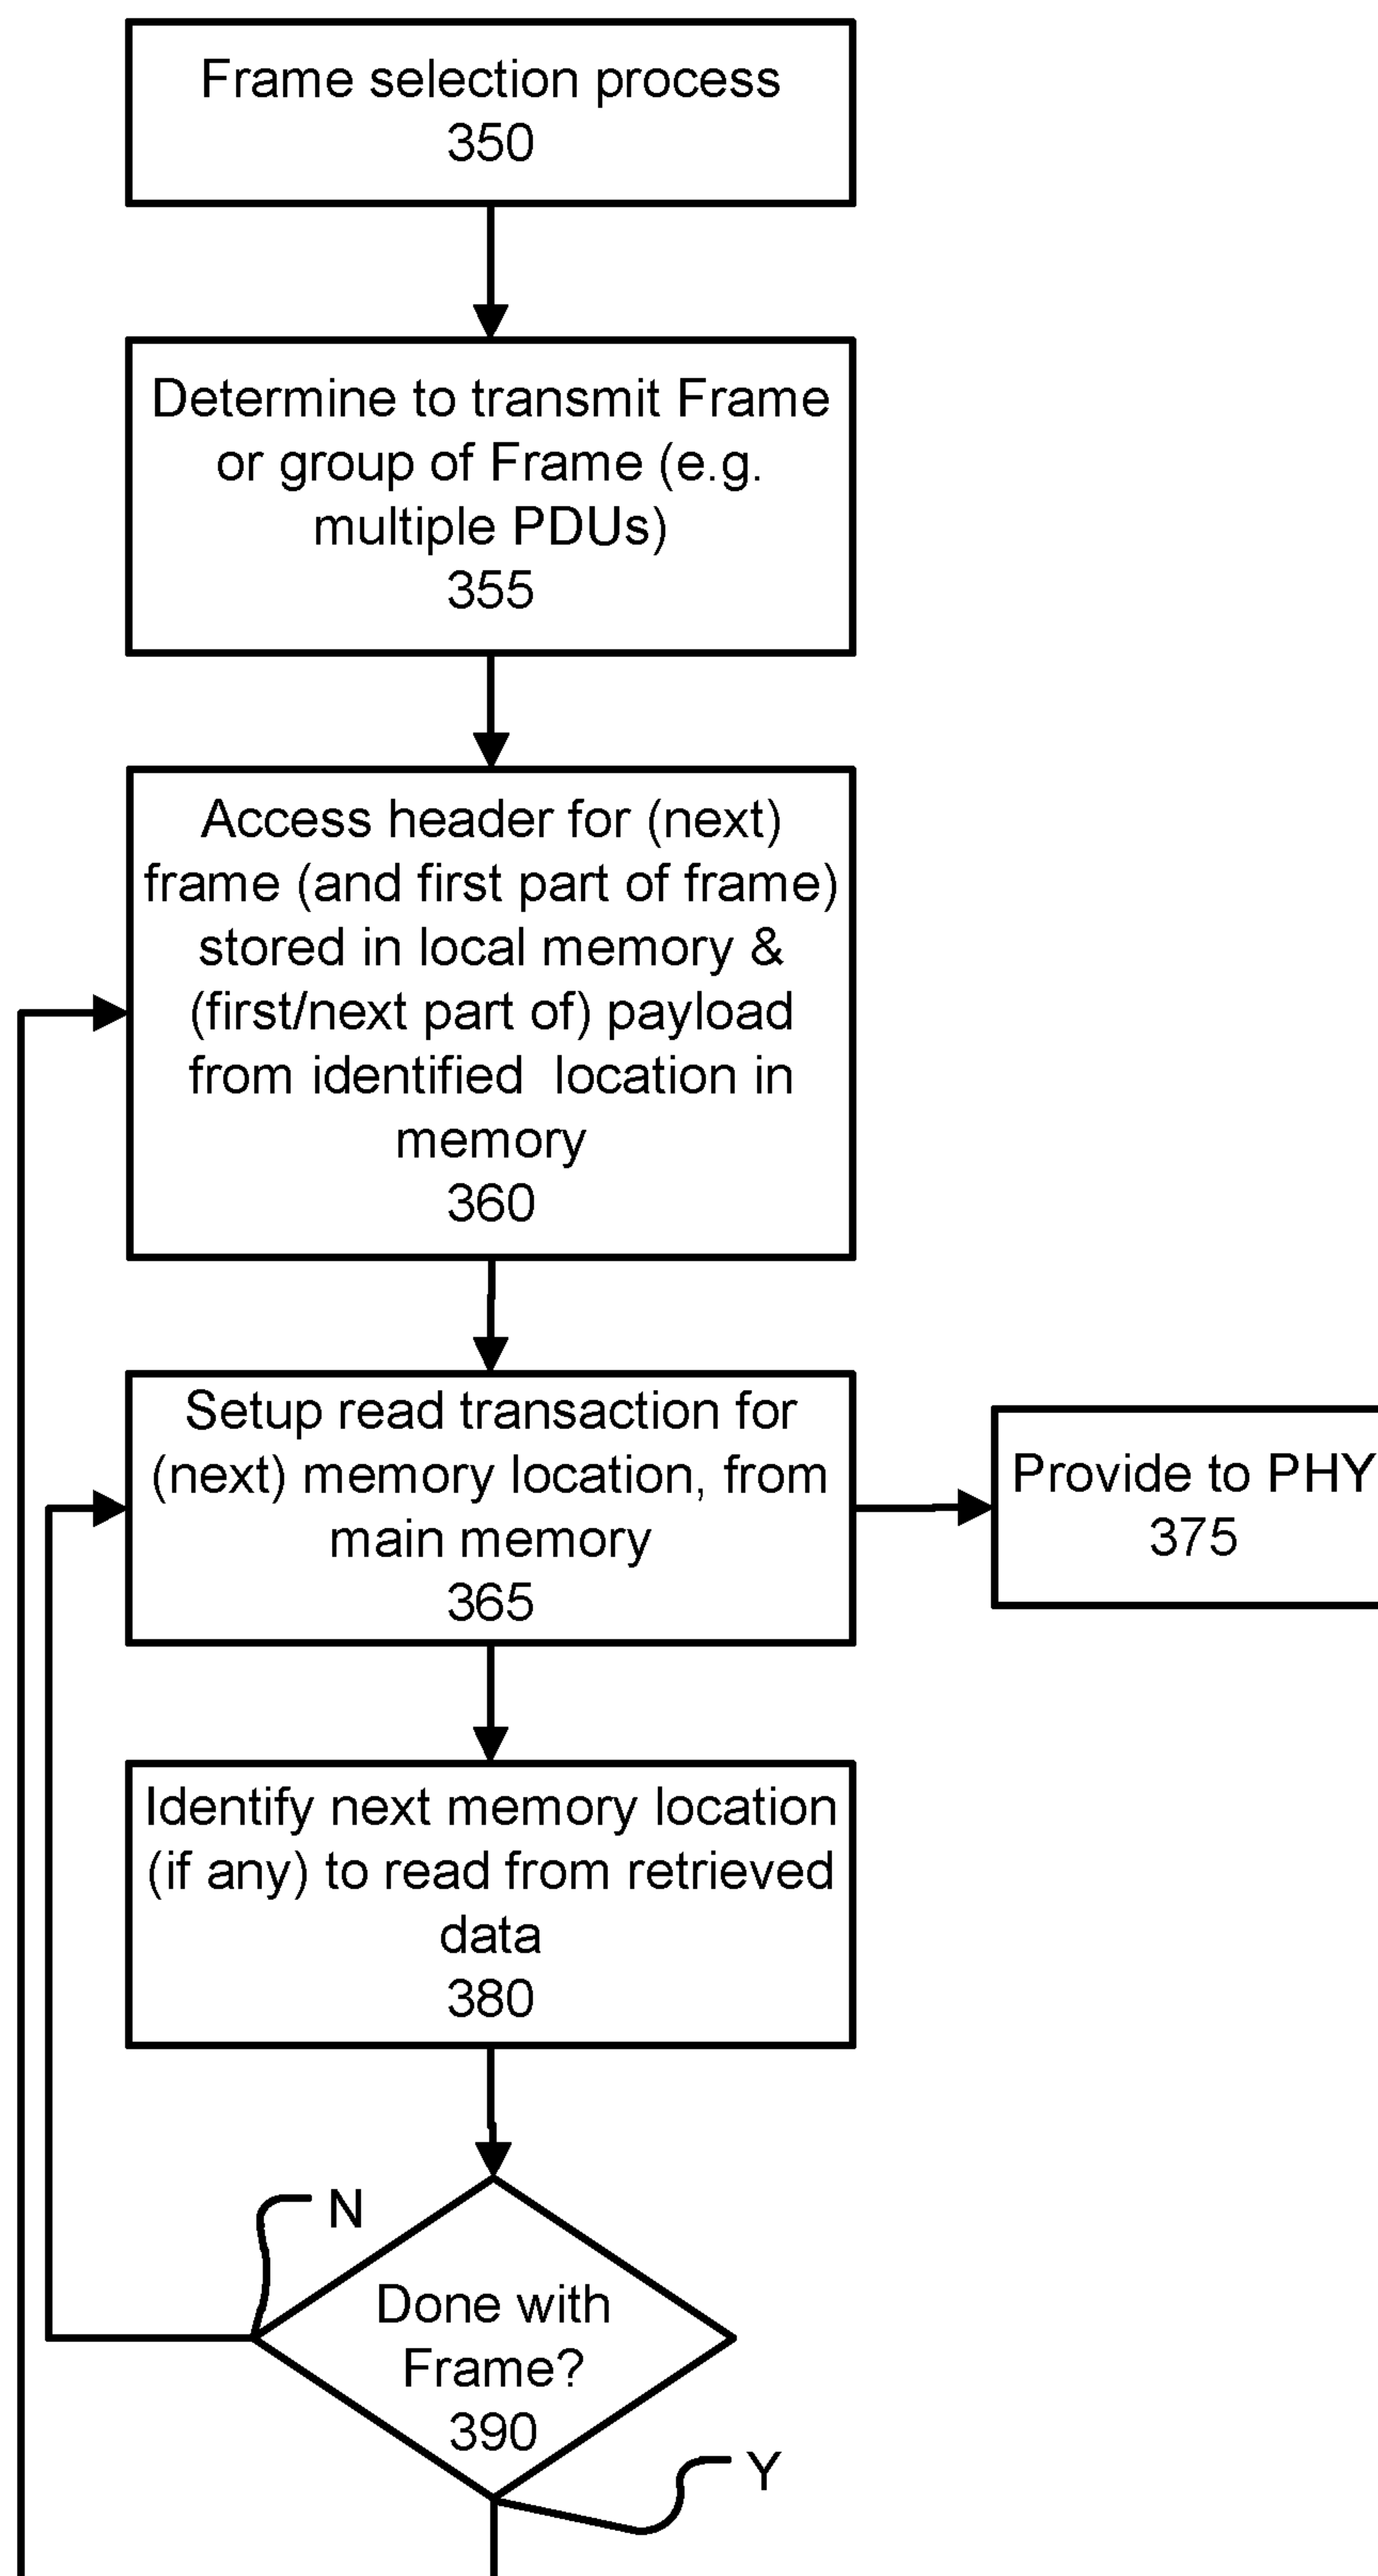 Frame selection process
350
Determine to transmit Frame
or group of Frame (e.g.
multiple PDUs)
355
Access header for (next)
frame (and first part of frame)
stored in local memory &
(first/next part of) payload
from identified location in
memory
360
Setup read transaction for
(next) memory location, from
main memory
365
Provide to PHY
375
Identify next memory location
(if any) to read from retrieved
data
380
N
Done with
Frame?
390
Y